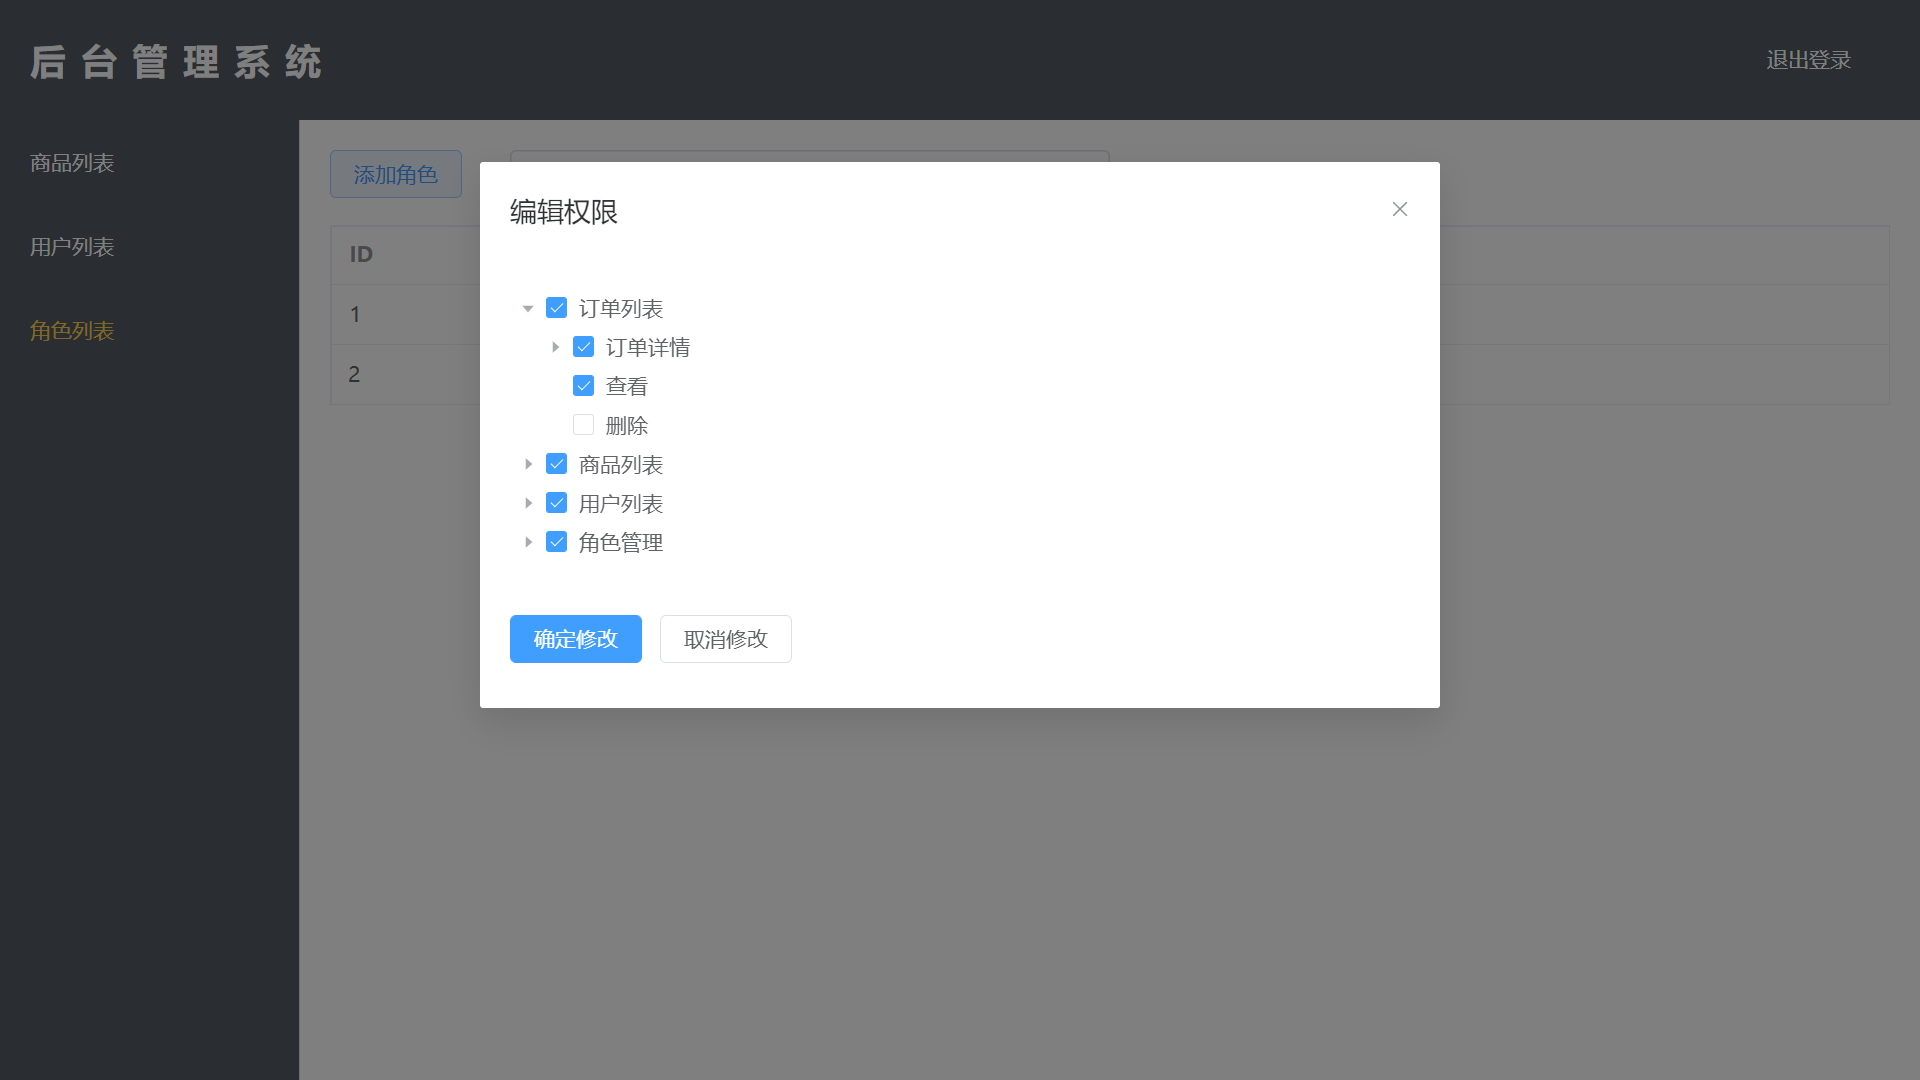 后台管理系统
退出登录
商品列表
用户列表
角色列表
添加角色
ID
1
2
编辑权限
订单列表
订单详情
查看
删除
商品列表
用户列表
角色管理
确定修改
取消修改